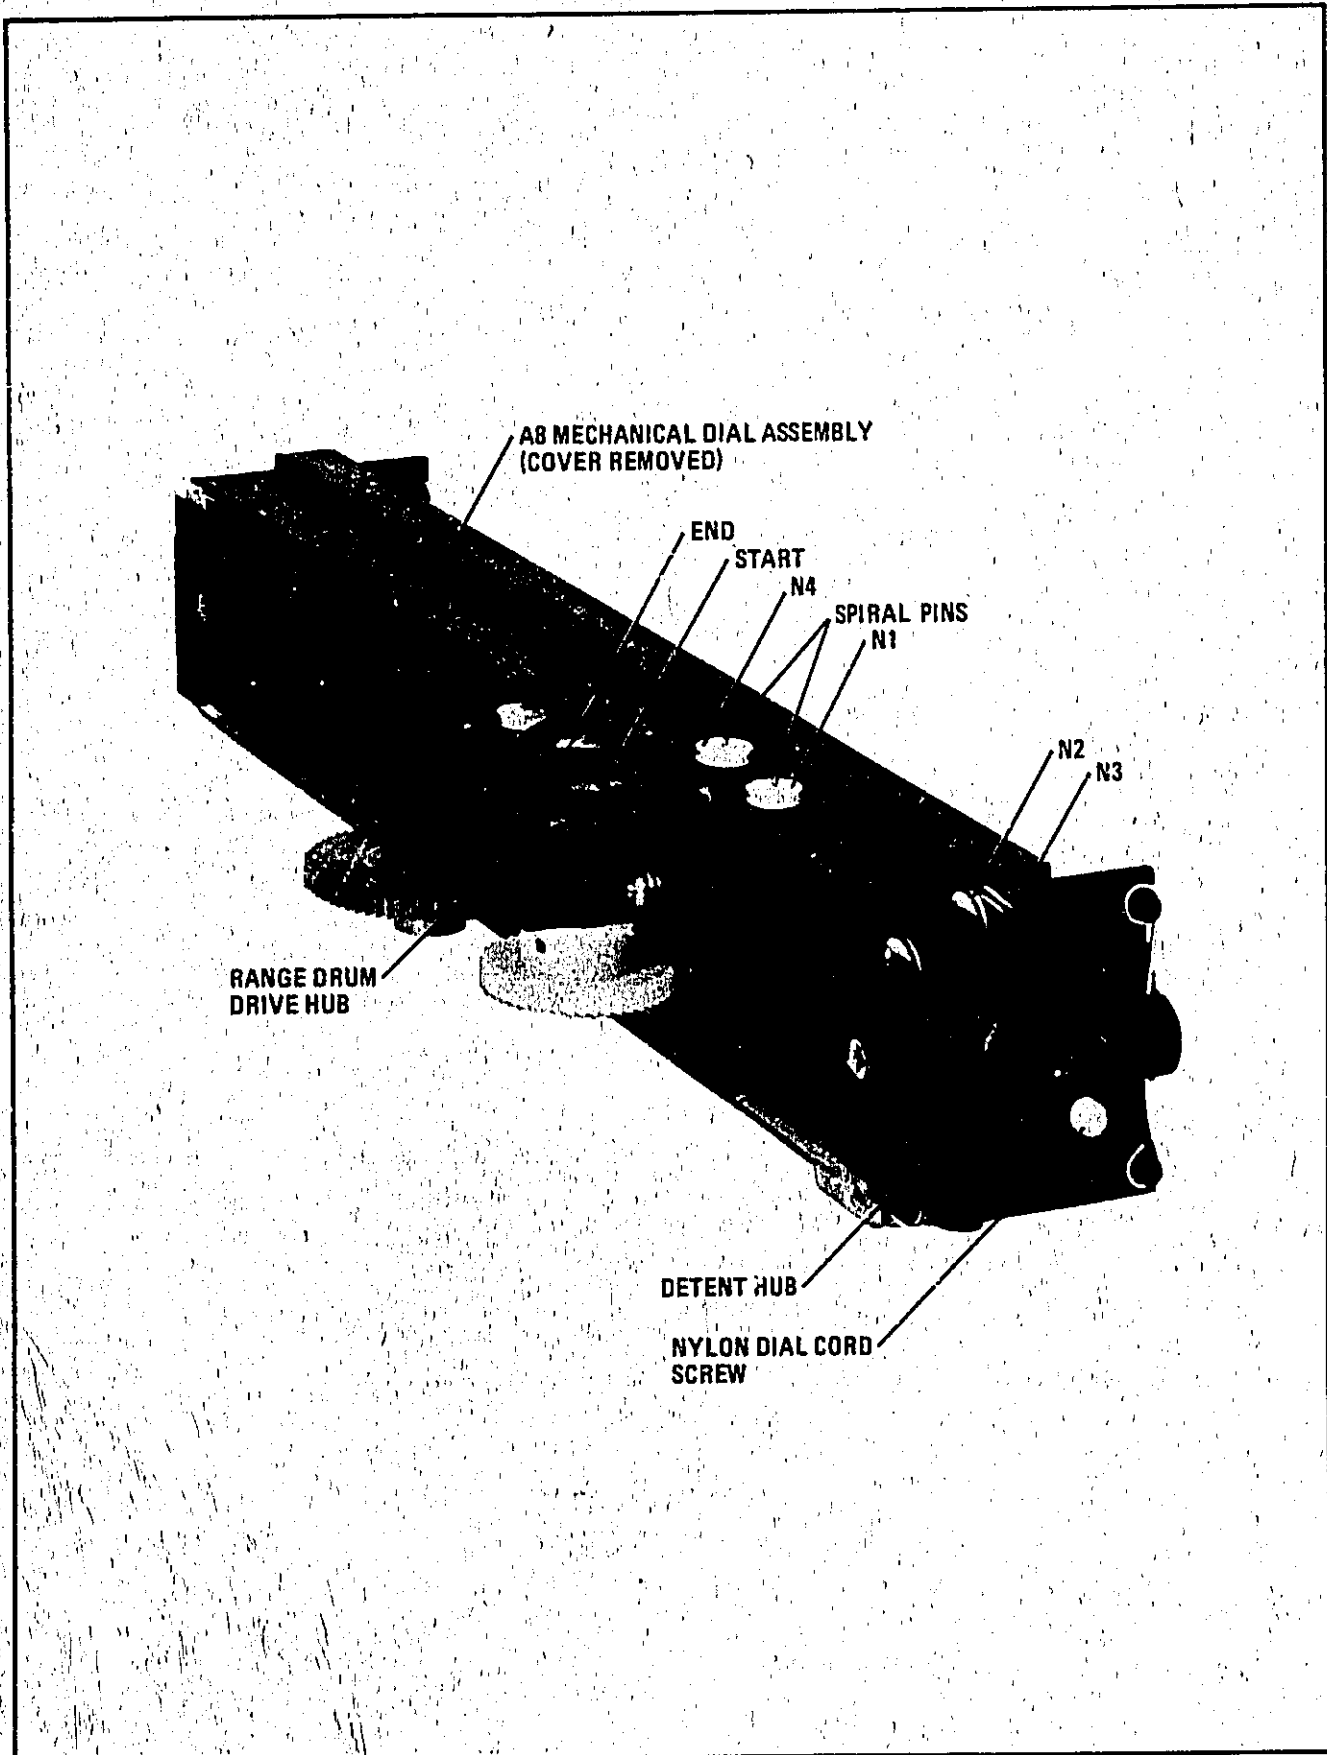 A8 MECHANICAL DIAL ASSEMBLY
(COVER REMOVED)
END
START
N4
SPIRAL PINS
N1
N2
N3
RANGE DRUM
DRIVE HUB
DETENT HUB
NYLON DIAL CORD
SCREW